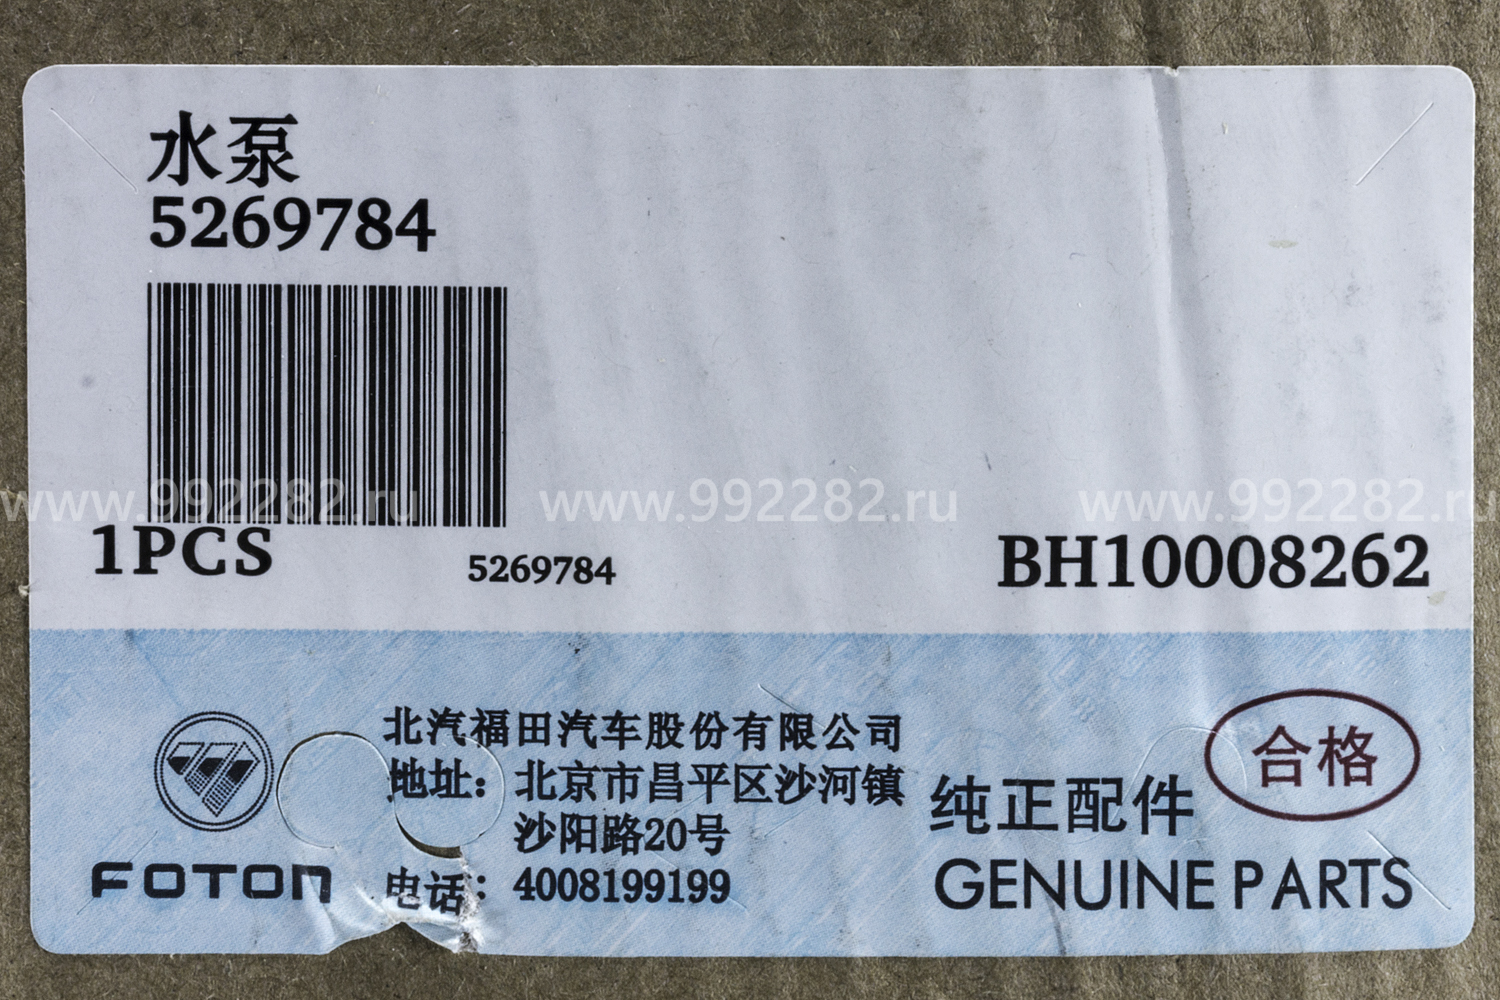 水泵
5269784
www.992282.ru www.992282.ru www.992282.ru
1PCS
5269784
BH10008262
北汽福田汽车股份有限公司
地址：北京市昌平区沙河镇
沙阳路20号
电话：4008199199
FOTON
合格
纯正配件
GENUINE PARTS